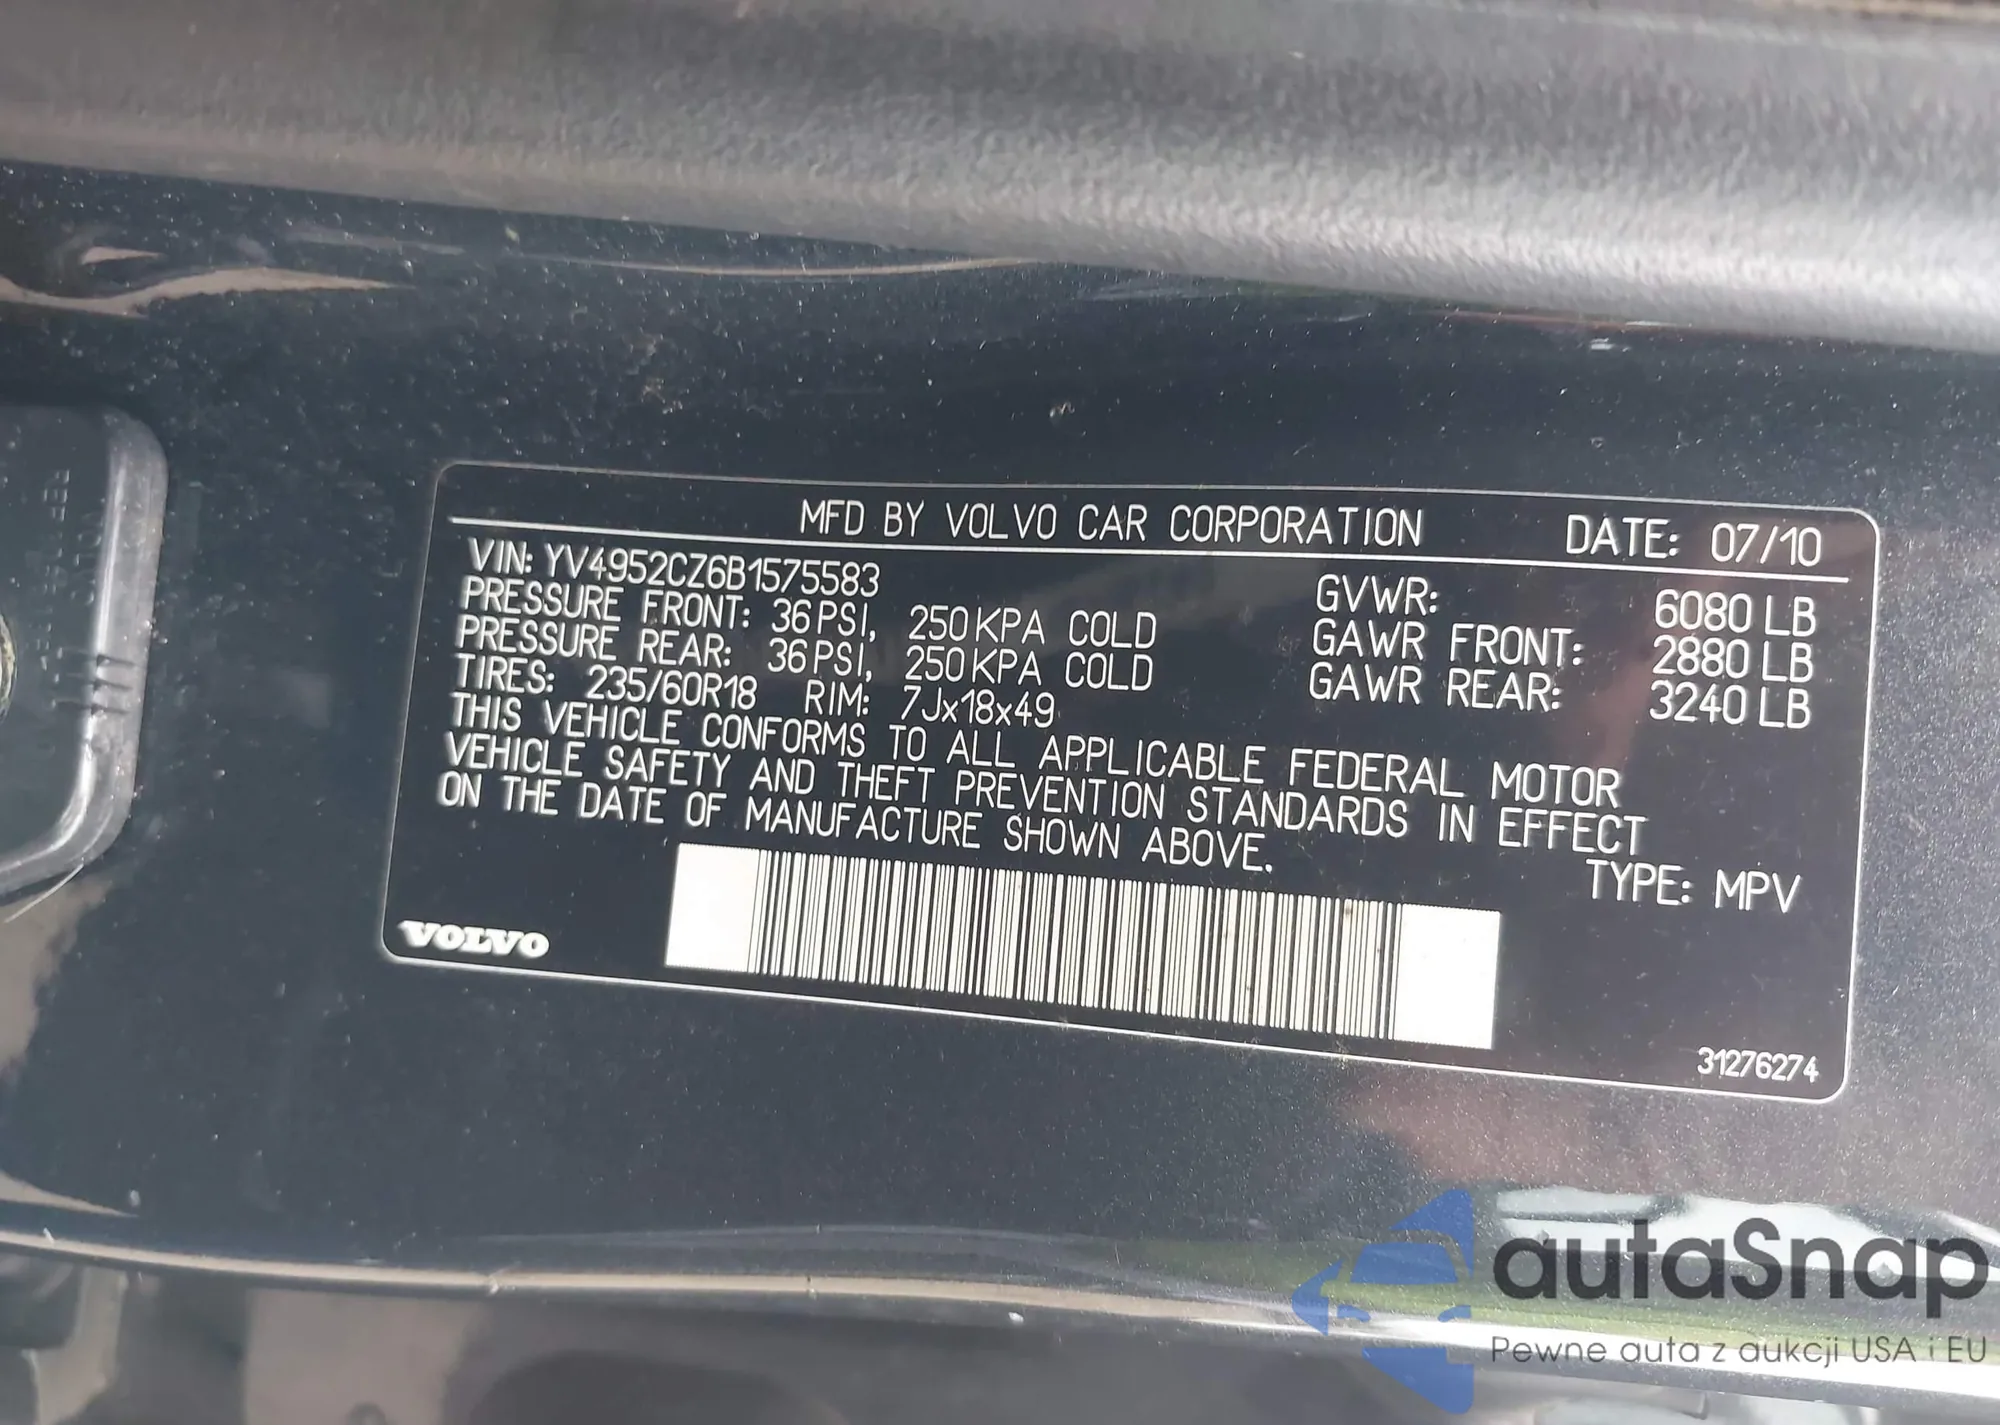 MFD BY VOLVO CAR CORPORATION DATE: 07/10
VIN: YV4952CZ6B1575583 GVWR: 6080 LB
PRESSURE FRONT: 36 PSI, 250 KPA COLD GAWR FRONT: 2880 LB
PRESSURE REAR: 36 PSI, 250 KPA COLD GAWR REAR: 3240 LB
TIRES: 235/60R18 RIM: 7Jx18x49
THIS VEHICLE CONFORMS TO ALL APPLICABLE FEDERAL MOTOR
VEHICLE SAFETY AND THEFT PREVENTION STANDARDS IN EFFECT
ON THE DATE OF MANUFACTURE SHOWN ABOVE.
TYPE: MPV
VOLVO
31276274
autaSnap
Pewne auta z aukcji USA i EU